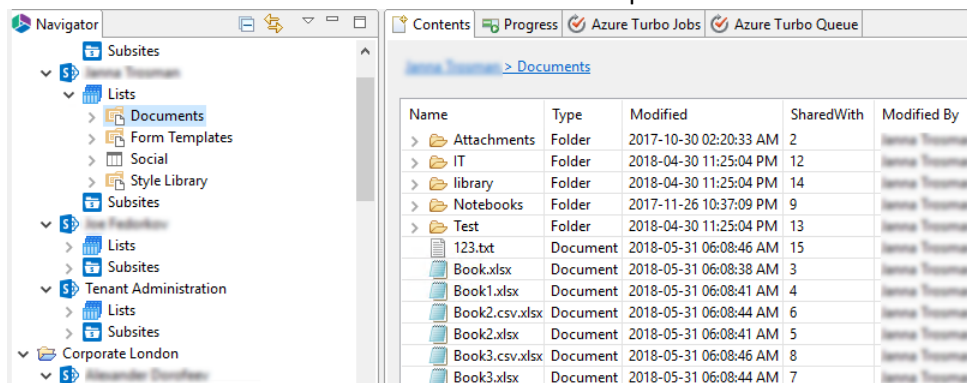 Navigator
Subsites
Lists
Documents
Form Templates
Social
Style Library
Subsites
Lists
Subsites
Tenant Administration
Lists
Subsites
Corporate London
Contents Progress Azure Turbo Jobs Azure Turbo Queue
> Documents
Name Type Modified SharedWith Modified By
Attachments Folder 2017-10-30 02:20:33 AM 2
IT Folder 2018-04-30 11:25:04 PM 12
library Folder 2018-04-30 11:25:04 PM 14
Notebooks Folder 2017-11-26 10:37:09 PM 9
Test Folder 2018-04-30 11:25:04 PM 13
123.txt Document 2018-05-31 06:08:46 AM 15
Book.xlsx Document 2018-05-31 06:08:38 AM 3
Book1.xlsx Document 2018-05-31 06:08:41 AM 4
Book2.csv.xlsx Document 2018-05-31 06:08:44 AM 6
Book2.xlsx Document 2018-05-31 06:08:41 AM 5
Book3.csv.xlsx Document 2018-05-31 06:08:46 AM 8
Book3.xlsx Document 2018-05-31 06:08:44 AM 7